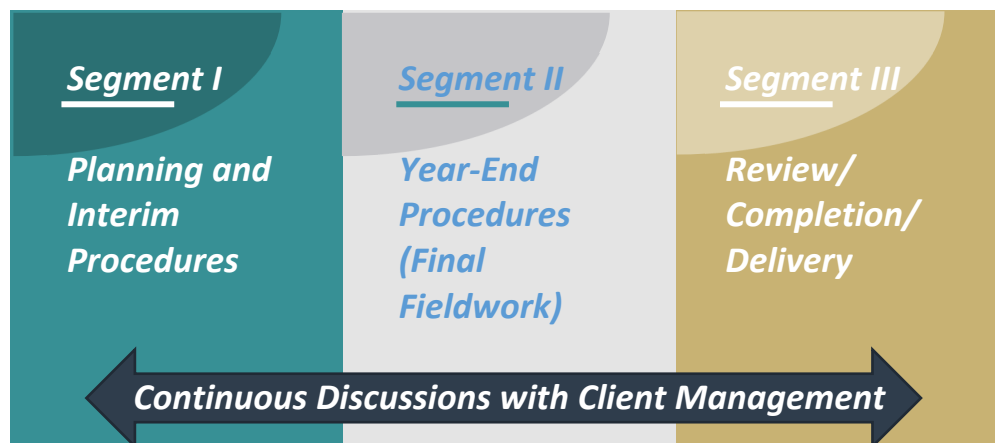 Segment I
Planning and
Interim
Procedures
Segment II
Year-End
Procedures
(Final
Fieldwork)
Segment III
Review/
Completion/
Delivery
Continuous Discussions with Client Management